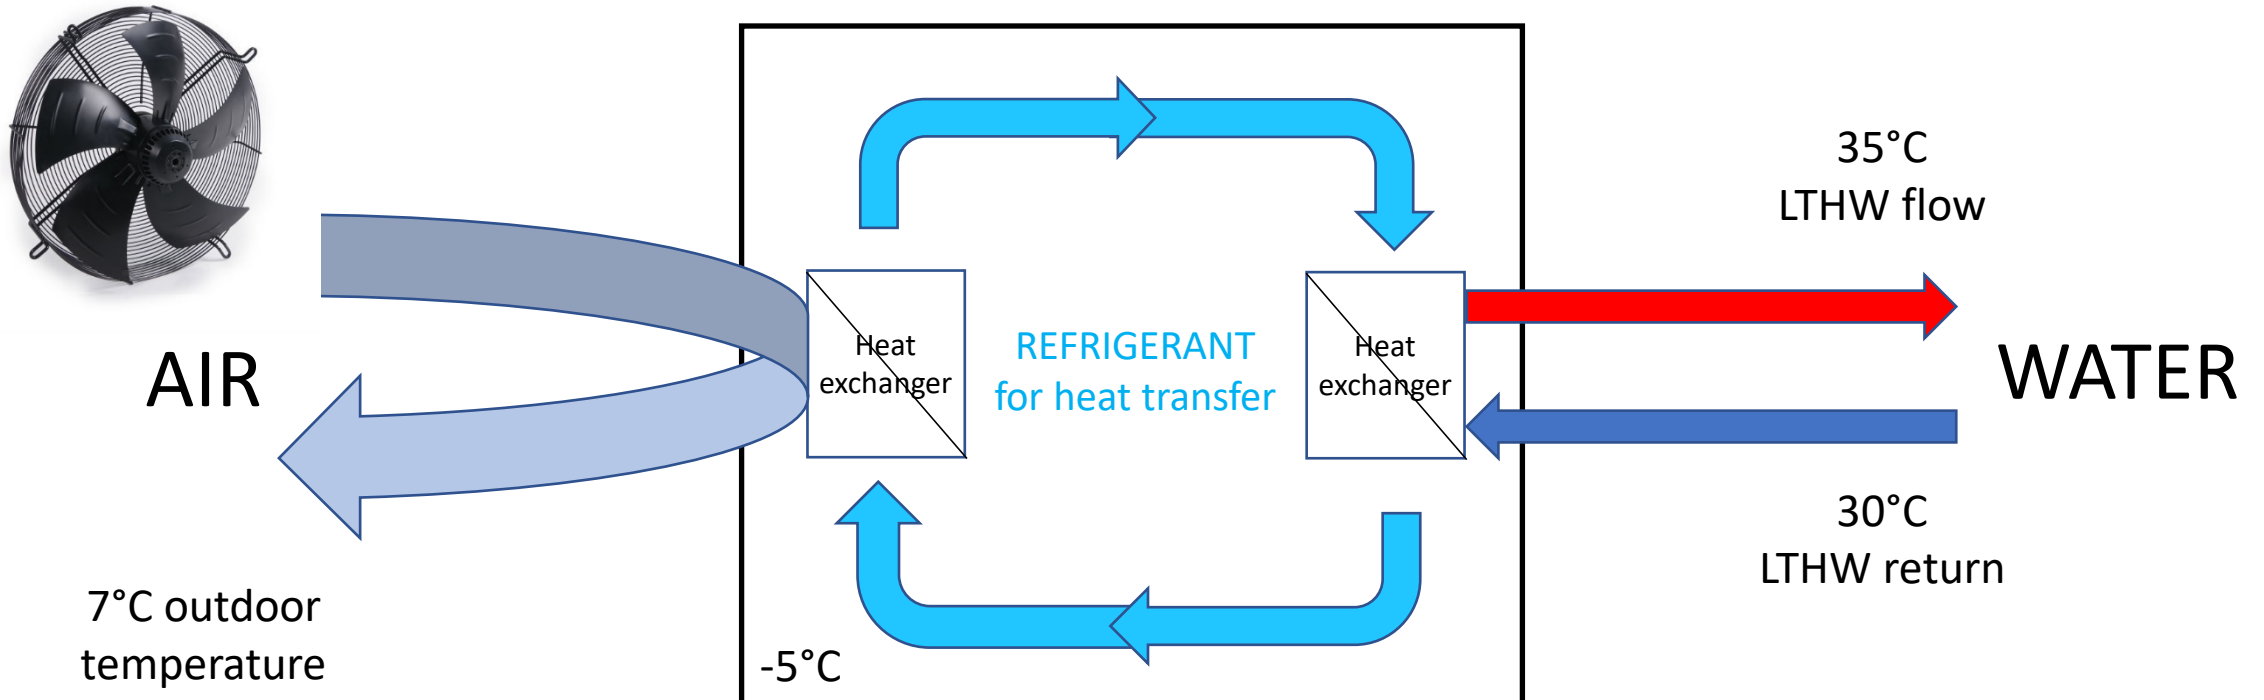 AIR
7°C outdoor
temperature
Heat
exchanger
REFRIGERANT
for heat transfer
-5°C
Heat
exchanger
35°C
LTHW flow
WATER
30°C
LTHW return